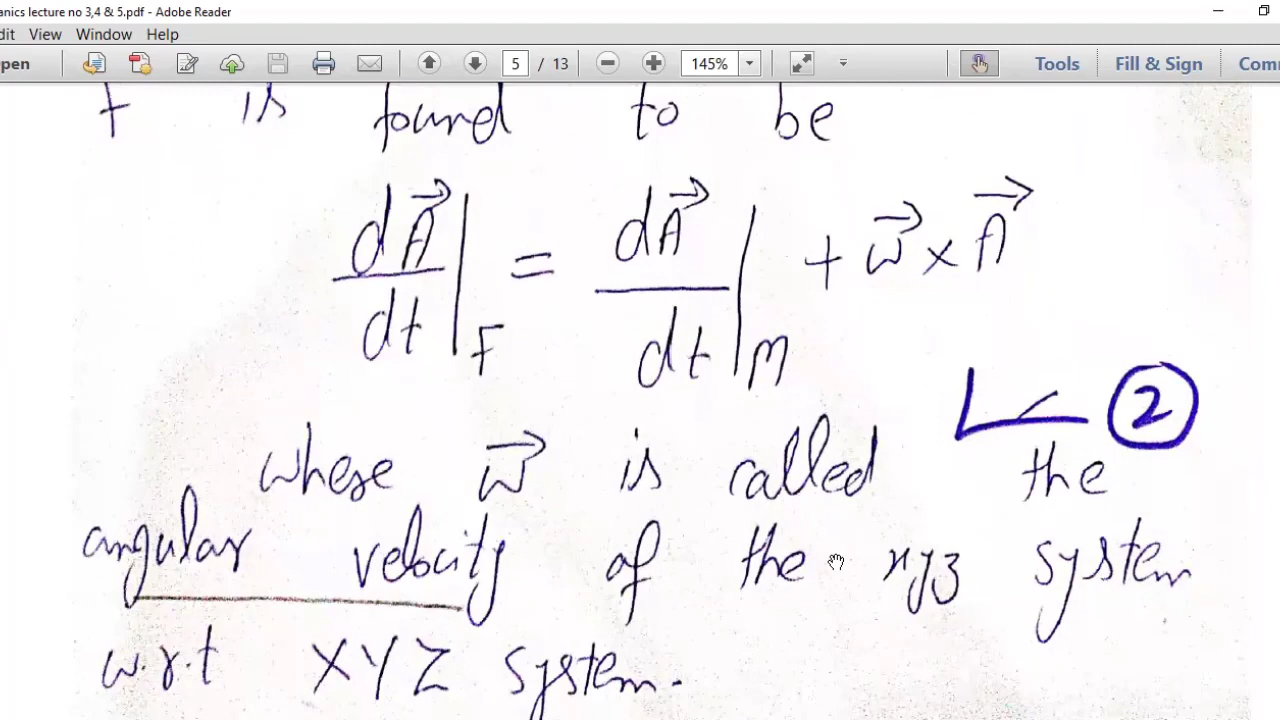 anics lecture no 3,4 & 5.pdf - Adobe Reader
dit View Window Help
pen 5 / 13 145% Tools Fill & Sign Com
F is found to be
dA⃗/dt|F = dA⃗/dt|M + w⃗ × A⃗
2
where w⃗ is called the
angular velocity of the xyz system
w.r.t XYZ system.